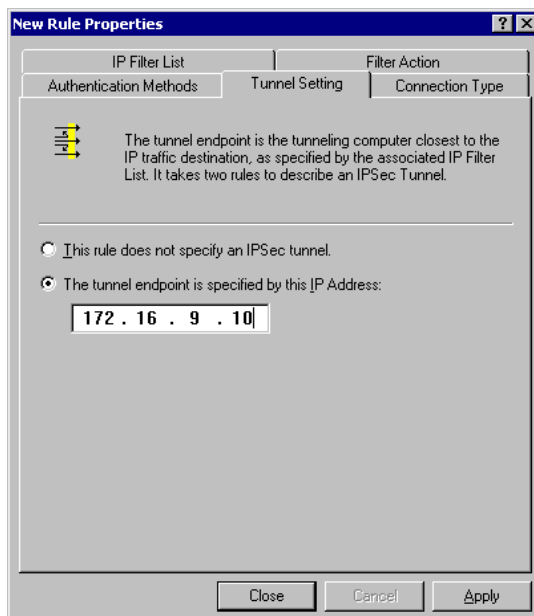 New Rule Properties
IP Filter List
Filter Action
Authentication Methods
Tunnel Setting
Connection Type
The tunnel endpoint is the tunneling computer closest to the
IP traffic destination, as specified by the associated IP Filter
List. It takes two rules to describe an IPSec Tunnel.
This rule does not specify an IPSec tunnel.
The tunnel endpoint is specified by this IP Address:
172 . 16 . 9 . 10
Close
Cancel
Apply